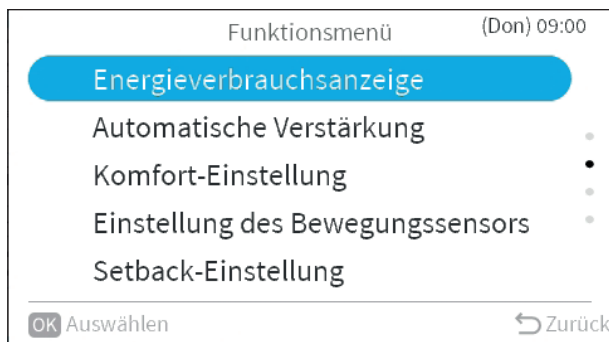 Funktionsmenü (Don) 09:00
Energieverbrauchsanzeige
Automatische Verstärkung
Komfort-Einstellung
Einstellung des Bewegungssensors
Setback-Einstellung
OK Auswählen Zurück